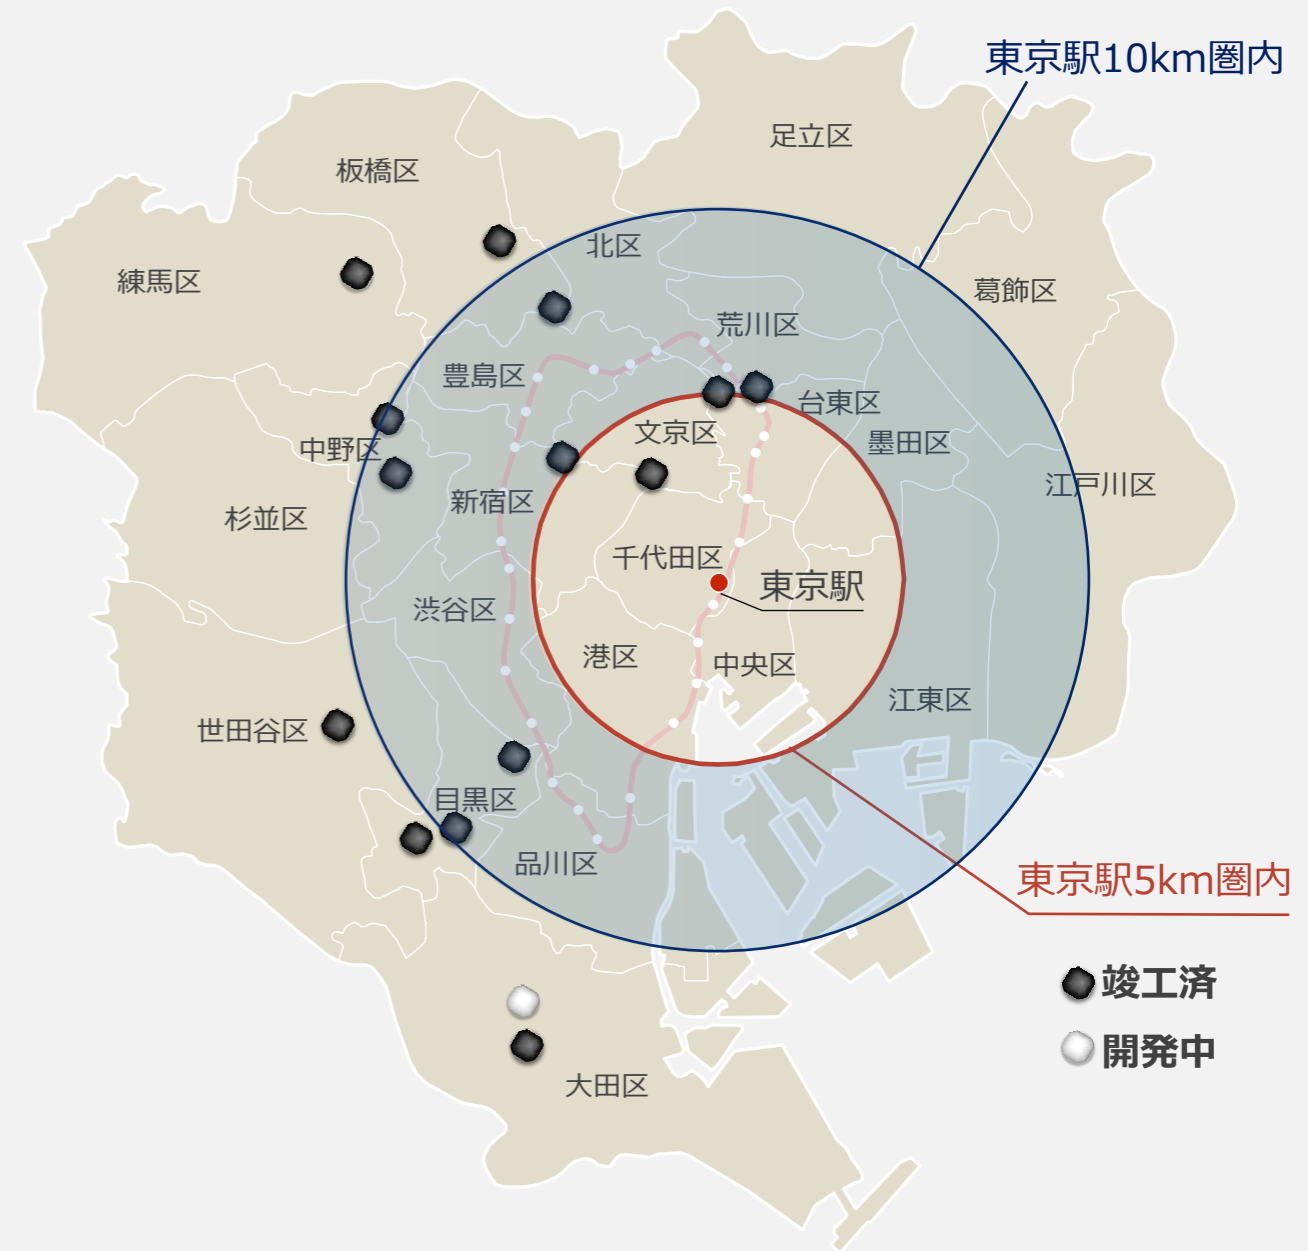 東京駅10km圏内
足立区
板橋区
北区
練馬区
葛飾区
荒川区
豊島区
台東区
文京区
墨田区
中野区
江戸川区
新宿区
杉並区
千代田区
東京駅
渋谷区
港区
中央区
江東区
世田谷区
目黒区
品川区
東京駅5km圏内
竣工済
開発中
大田区